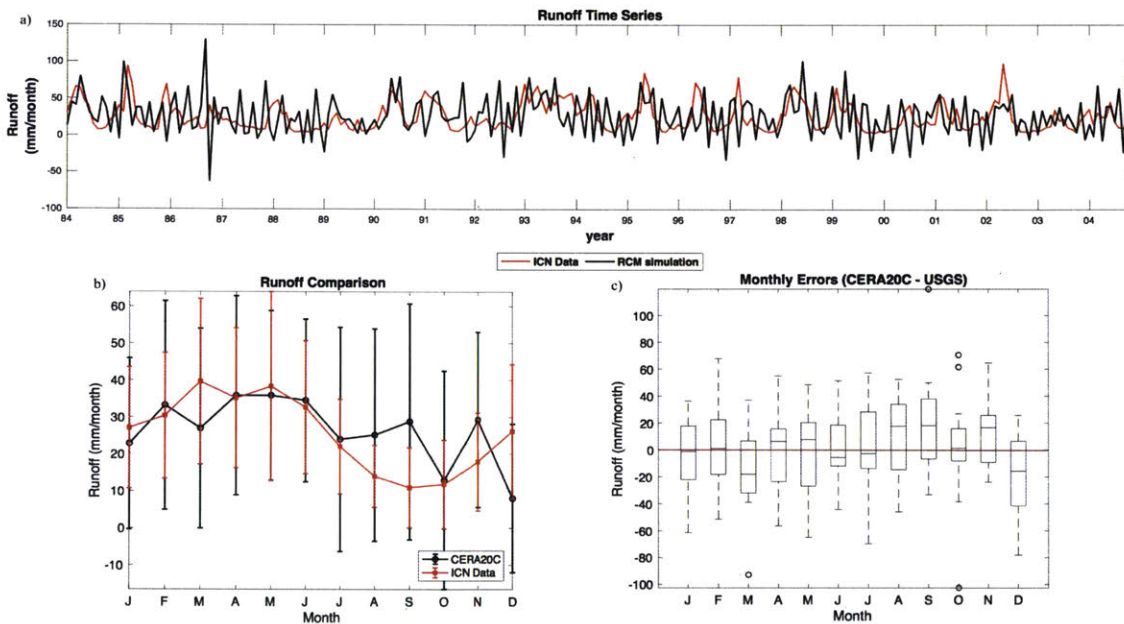 a)
Runoff Time Series
Runoff
(mm/month)
150
100
50
0
-50
-100
84 85 86 87 88 89 90 91 92 93 94 95 96 97 98 99 00 01 02 03 04
year
ICN Data RCM simulation
b)
Runoff Comparison
Runoff (mm/month)
60
50
40
30
20
10
0
-10
CERA20C
ICN Data
J F M A M J J A S O N D
Month
c)
Monthly Errors (CERA20C - USGS)
Runoff (mm/month)
100
80
60
40
20
0
-20
-40
-60
-80
-100
J F M A M J J A S O N D
Month